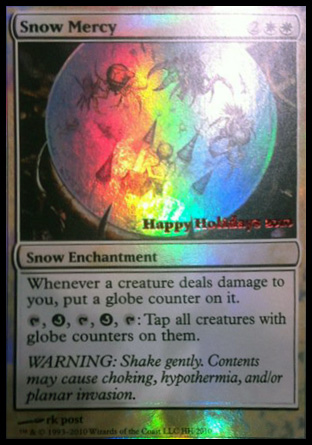 Snow Mercy 2
Happy Holidays
Snow Enchantment
Whenever a creature deals damage to
you, put a globe counter on it.
, , , , : Tap all creatures with
globe counters on them.
WARNING: Shake gently. Contents
may cause choking, hypothermia, and/or
planar invasion.
rk post
™ & © 1993–2010 Wizards of the Coast LLC HH 2010